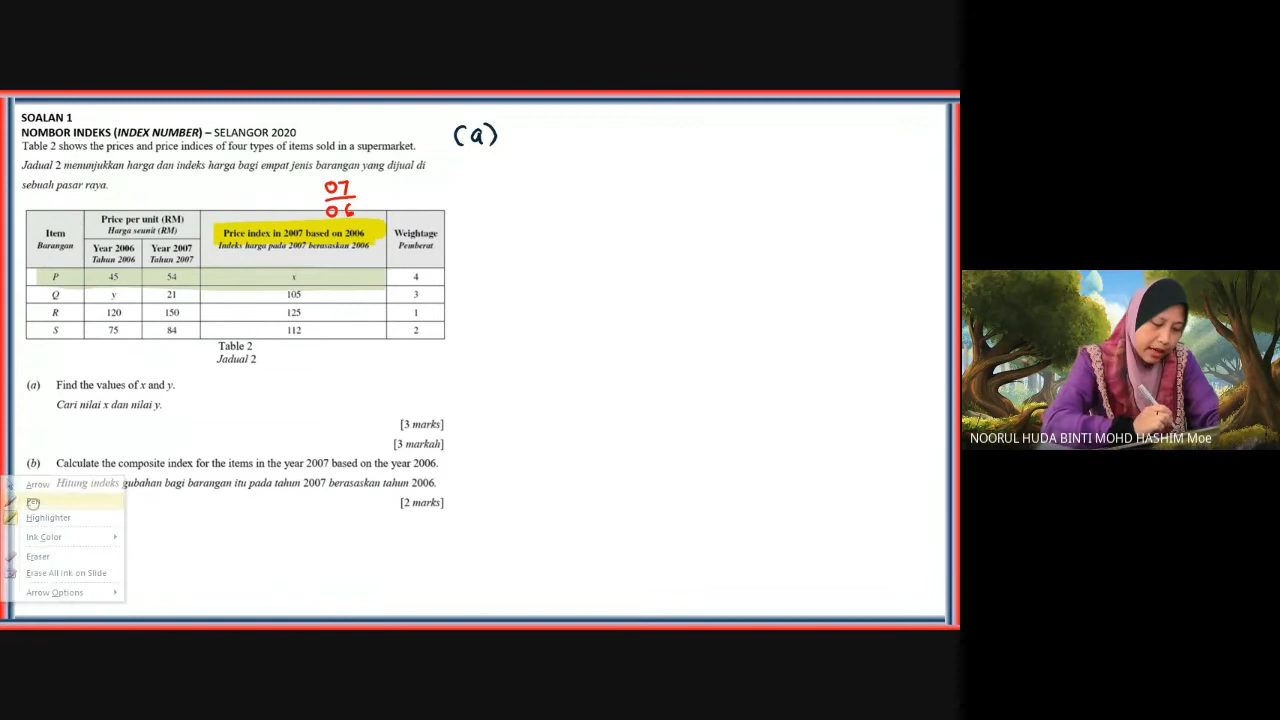 SOALAN 1
NOMBOR INDEKS (INDEX NUMBER) – SELANGOR 2020
Table 2 shows the prices and price indices of four types of items sold in a supermarket.
Jadual 2 menunjukkan harga dan indeks harga bagi empat jenis barangan yang dijual di
sebuah pasar raya.
(a)
07
06
Item
Barangan
Price per unit (RM)
Harga seunit (RM)
Year 2006
Tahun 2006
Year 2007
Tahun 2007
Price index in 2007 based on 2006
Indeks harga pada 2007 berasaskan 2006
Weightage
Pemberat
P 45 54 x 4
Q y 21 105 3
R 120 150 125 1
S 75 84 112 2
Table 2
Jadual 2
(a) Find the values of x and y.
Cari nilai x dan nilai y.
[3 marks]
[3 markah]
(b) Calculate the composite index for the items in the year 2007 based on the year 2006.
Hitung indeks gubahan bagi barangan itu pada tahun 2007 berasaskan tahun 2006.
[2 marks]
Arrow
Pen
Highlighter
Ink Color
Eraser
Erase All Ink on Slide
Arrow Options
NOORUL HUDA BINTI MOHD HASHIM Moe